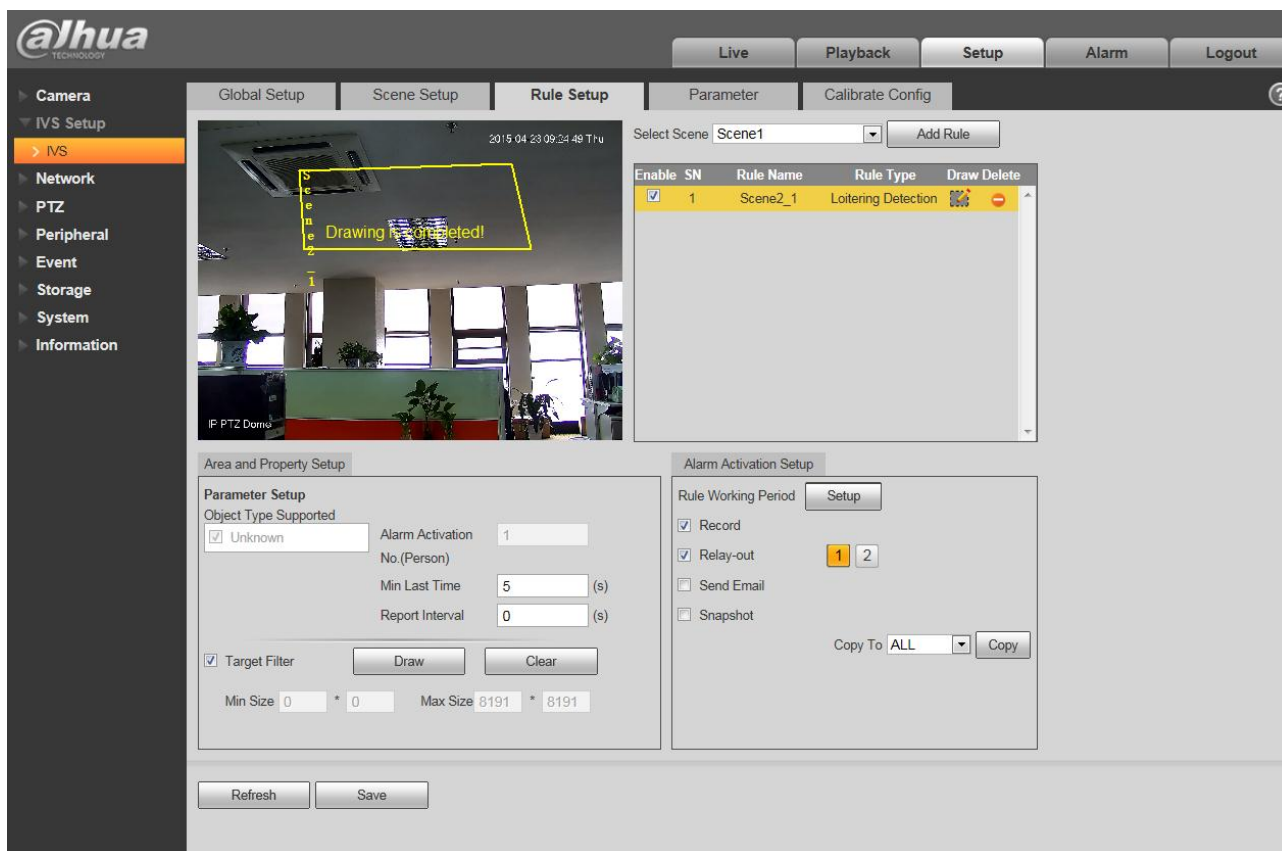 alhua
TECHNOLOGY
Live Playback Setup Alarm Logout
Camera
IVS Setup
> IVS
Network
PTZ
Peripheral
Event
Storage
System
Information
Global Setup Scene Setup Rule Setup Parameter Calibrate Config ?
2015 04 23 09:24 49 Thu
Scene2_1
Drawing is completed!
IP PTZ Dome
Select Scene Scene1 Add Rule
Enable SN Rule Name Rule Type Draw Delete
1 Scene2_1 Loitering Detection
Area and Property Setup
Parameter Setup
Object Type Supported
Unknown
Alarm Activation 1
No.(Person)
Min Last Time 5 (s)
Report Interval 0 (s)
Target Filter Draw Clear
Min Size 0 * 0 Max Size 8191 * 8191
Alarm Activation Setup
Rule Working Period Setup
Record
Relay-out 1 2
Send Email
Snapshot
Copy To ALL Copy
Refresh Save